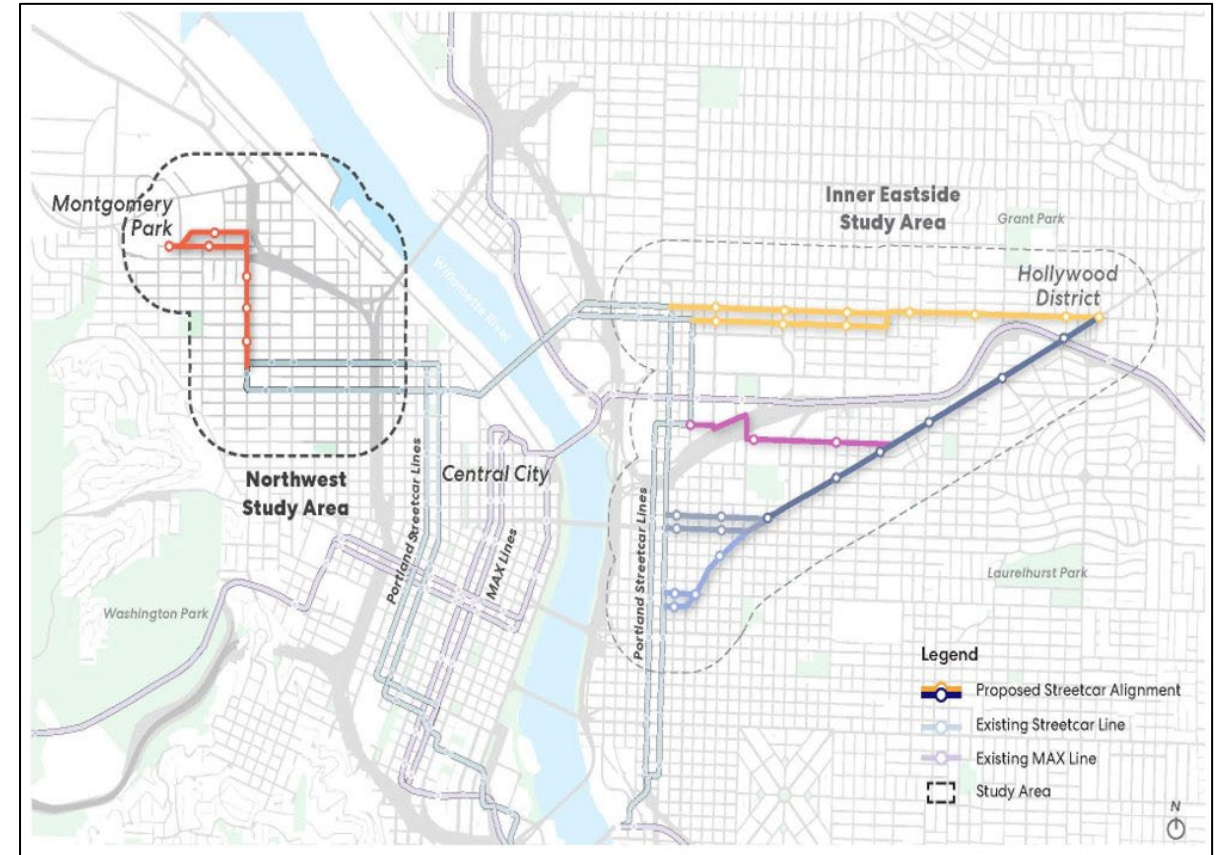 Montgomery
Park
Inner Eastside
Study Area
Grant Park
Hollywood
District
Willamette River
Northwest
Study Area
Central City
Portland Streetcar Lines
MAX Lines
Portland Streetcar Lines
Washington Park
Laurelhurst Park
Legend
Proposed Streetcar Alignment
Existing Streetcar Line
Existing MAX Line
Study Area
N